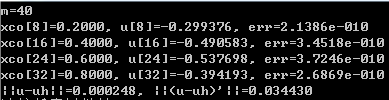 m=40
xco[8]=0.2000, u[8]=-0.299376, err=2.1386e-010
xco[16]=0.4000, u[16]=-0.490583, err=3.4518e-010
xco[24]=0.6000, u[24]=-0.537698, err=3.7246e-010
xco[32]=0.8000, u[32]=-0.394193, err=2.6869e-010
||u-uh||=0.000248, ||(u-uh)'||=0.034430